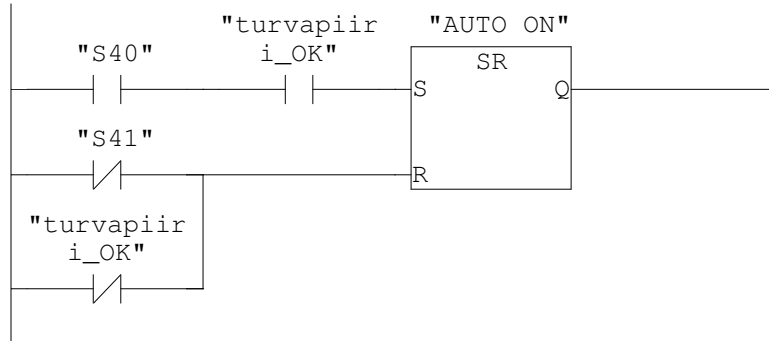 "turvapiir
i_OK"
"AUTO ON"
"S40"
SR
S
Q
"S41"
R
"turvapiir
i_OK"